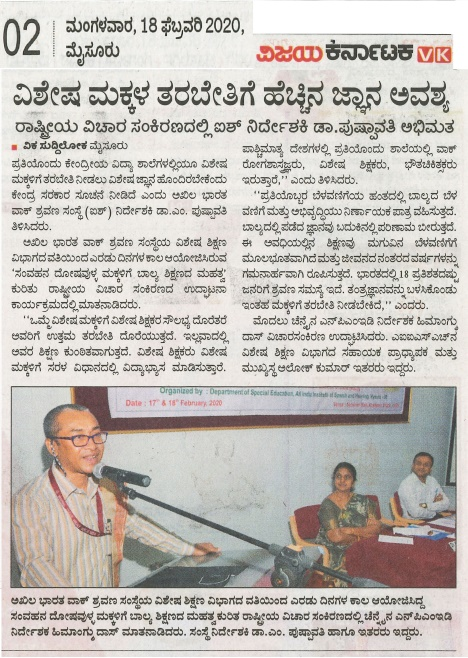 02
ಮಂಗಳವಾರ, 18 ಫೆಬ್ರವರಿ 2020,
ಮೈಸೂರು
ವಿಜಯ ಕರ್ನಾಟಕ VK
ವಿಶೇಷ ಮಕ್ಕಳ ತರಬೇತಿಗೆ ಹೆಚ್ಚಿನ ಜ್ಞಾನ ಅವಶ್ಯ
ರಾಷ್ಟ್ರೀಯ ವಿಚಾರ ಸಂಕಿರಣದಲ್ಲಿ ಐಶ್ ನಿರ್ದೇಶಕಿ ಡಾ.ಪುಷ್ಪಾವತಿ ಅಭಿಮತ
■ ವಿಕ ಸುದ್ದಿಲೋಕ ಮೈಸೂರು
ಪ್ರತಿಯೊಂದು ಕೇಂದ್ರೀಯ ವಿದ್ಯಾ ಶಾಲೆಗಳಲ್ಲಿಯೂ ವಿಶೇಷ
ಮಕ್ಕಳಿಗೆ ತರಬೇತಿ ನೀಡಲು ವಿಶೇಷ ಜ್ಞಾನ ಹೊಂದಿರಬೇಕೆಂದು
ಕೇಂದ್ರ ಸರಕಾರ ಸೂಚನೆ ನೀಡಿದೆ ಎಂದು ಅಖಿಲ ಭಾರತ
ವಾಕ್ ಶ್ರವಣ ಸಂಸ್ಥೆ (ಐಶ್) ನಿರ್ದೇಶಕಿ ಡಾ.ಎಂ. ಪುಷ್ಪಾವತಿ
ತಿಳಿಸಿದರು.
ಅಖಿಲ ಭಾರತ ವಾಕ್ ಶ್ರವಣ ಸಂಸ್ಥೆಯ ವಿಶೇಷ ಶಿಕ್ಷಣ
ವಿಭಾಗದ ವತಿಯಿಂದ ಎರಡು ದಿನಗಳ ಕಾಲ ಆಯೋಜಿಸಿರುವ
'ಸಂವಹನ ದೋಷವುಳ್ಳ ಮಕ್ಕಳಿಗೆ ಬಾಲ್ಯ ಶಿಕ್ಷಣದ ಮಹತ್ವ'
ಕುರಿತು ರಾಷ್ಟ್ರೀಯ ವಿಚಾರ ಸಂಕಿರಣದ ಉದ್ಘಾಟನಾ
ಕಾರ್ಯಕ್ರಮದಲ್ಲಿ ಮಾತನಾಡಿದರು.
''ಒಮ್ಮೆ ವಿಶೇಷ ಮಕ್ಕಳಿಗೆ ವಿಶೇಷ ಶಿಕ್ಷಕರ ಸೌಲಭ್ಯ ದೊರೆತರೆ
ಅವರಿಗೆ ಉತ್ತಮ ತರಬೇತಿ ದೊರೆಯುತ್ತದೆ. ಇಲ್ಲವಾದಲ್ಲಿ
ಅವರ ಶಿಕ್ಷಣ ಕುಂಠಿತವಾಗುತ್ತದೆ. ವಿಶೇಷ ಶಿಕ್ಷಕರು ವಿಶೇಷ
ಮಕ್ಕಳಿಗೆ ಸರಳ ವಿಧಾನದಲ್ಲಿ ವಿದ್ಯಾಭ್ಯಾಸ ಮಾಡಿಸುತ್ತಾರೆ.
ಪಾಶ್ಚಿಮಾತ್ಯ ದೇಶಗಳಲ್ಲಿ ಪ್ರತಿಯೊಂದು ಶಾಲೆಯಲ್ಲಿ ವಾಕ್
ರೋಗಶಾಸ್ತ್ರಜ್ಞರು, ವಿಶೇಷ ಶಿಕ್ಷಕರು, ಭೌತಚಿಕಿತ್ಸಕರು
ಇರುತ್ತಾರೆ,'' ಎಂದು ತಿಳಿಸಿದರು.
''ಪ್ರತಿಯೊಬ್ಬರ ಬೆಳವಣಿಗೆಯ ಹಂತದಲ್ಲಿ ಬಾಲ್ಯದ ಬೆಳ
ವಣಿಗೆ ಮತ್ತು ಅಭಿವೃದ್ಧಿಯು ನಿರ್ಣಾಯಕ ಪಾತ್ರ ವಹಿಸುತ್ತದೆ.
ಬಾಲ್ಯದಲ್ಲಿ ಪಡೆದ ಜ್ಞಾನವು ಬದುಕಿನಲ್ಲಿ ಪರಿಣಾಮ ಬೀರುತ್ತದೆ.
ಈ ಅವಧಿಯಲ್ಲಿನ ಶಿಕ್ಷಣವು ಮಗುವಿನ ಬೆಳವಣಿಗೆಗೆ
ಮೂಲಭೂತವಾಗಿದೆ ಮತ್ತು ಜೀವನದ ನಂತರದ ವರ್ಷಗಳನ್ನು
ಗಮನಾರ್ಹವಾಗಿ ರೂಪಿಸುತ್ತದೆ. ಭಾರತದಲ್ಲಿ 18 ಪ್ರತಿಶತದಷ್ಟು
ಜನರಿಗೆ ಶ್ರವಣ ಸಮಸ್ಯೆ ಇದೆ. ತಂತ್ರಜ್ಞಾನವನ್ನು ಬಳಸಿಕೊಂಡು
ಇಂತಹ ಮಕ್ಕಳಿಗೆ ತರಬೇತಿ ನೀಡಬೇಕಿದೆ,'' ಎಂದರು.
ಮೊದಲು ಚೆನ್ನೈನ ಎನ್‌ಪಿಎಂಇಡಿ ನಿರ್ದೇಶಕ ಹಿಮಾಂಗ್ಶು
ದಾಸ್ ವಿಚಾರಸಂಕಿರಣ ಉದ್ಘಾಟಿಸಿದರು. ಎಐಐಎಸ್‌ಎಚ್‌ನ
ವಿಶೇಷ ಶಿಕ್ಷಣ ವಿಭಾಗದ ಸಹಾಯಕ ಪ್ರಾಧ್ಯಾಪಕ ಮತ್ತು
ಮುಖ್ಯಸ್ಥ ಅಲೋಕ್ ಕುಮಾರ್ ಇತರರು ಇದ್ದರು.
Organized by : Department of Special Education, All India Institute of Speech and Hearing Mysore -06
Date : 17th & 18th February, 2020
ಅಖಿಲ ಭಾರತ ವಾಕ್ ಶ್ರವಣ ಸಂಸ್ಥೆಯ ವಿಶೇಷ ಶಿಕ್ಷಣ ವಿಭಾಗದ ವತಿಯಿಂದ ಎರಡು ದಿನಗಳ ಕಾಲ ಆಯೋಜಿಸಿದ್ದ
ಸಂವಹನ ದೋಷವುಳ್ಳ ಮಕ್ಕಳಿಗೆ ಬಾಲ್ಯ ಶಿಕ್ಷಣದ ಮಹತ್ವ ಕುರಿತ ರಾಷ್ಟ್ರೀಯ ವಿಚಾರ ಸಂಕಿರಣದಲ್ಲಿ ಚೆನ್ನೈನ ಎನ್‌ಪಿಎಂಇಡಿ
ನಿರ್ದೇಶಕ ಹಿಮಾಂಗ್ಶು ದಾಸ್ ಮಾತನಾಡಿದರು. ಸಂಸ್ಥೆ ನಿರ್ದೇಶಕಿ ಡಾ.ಎಂ. ಪುಷ್ಪಾವತಿ ಹಾಗೂ ಇತರರು ಇದ್ದರು.